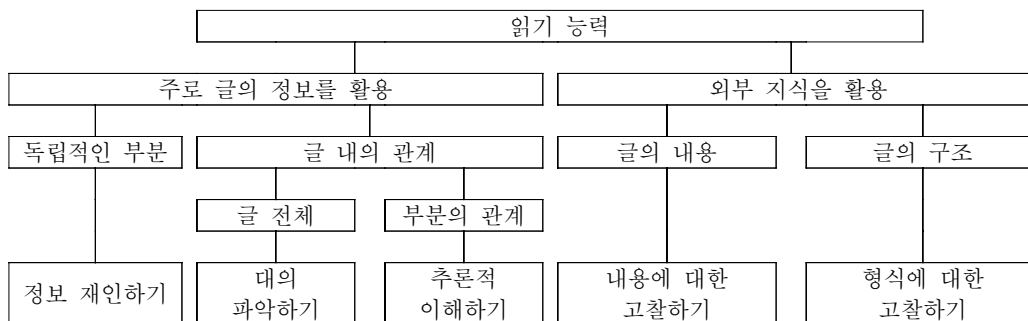 읽기 능력
주로 글의 정보를 활용
외부 지식을 활용
독립적인 부분
글 내의 관계
글의 내용
글의 구조
글 전체
부분의 관계
정보 재인하기
대의
파악하기
추론적
이해하기
내용에 대한
고찰하기
형식에 대한
고찰하기